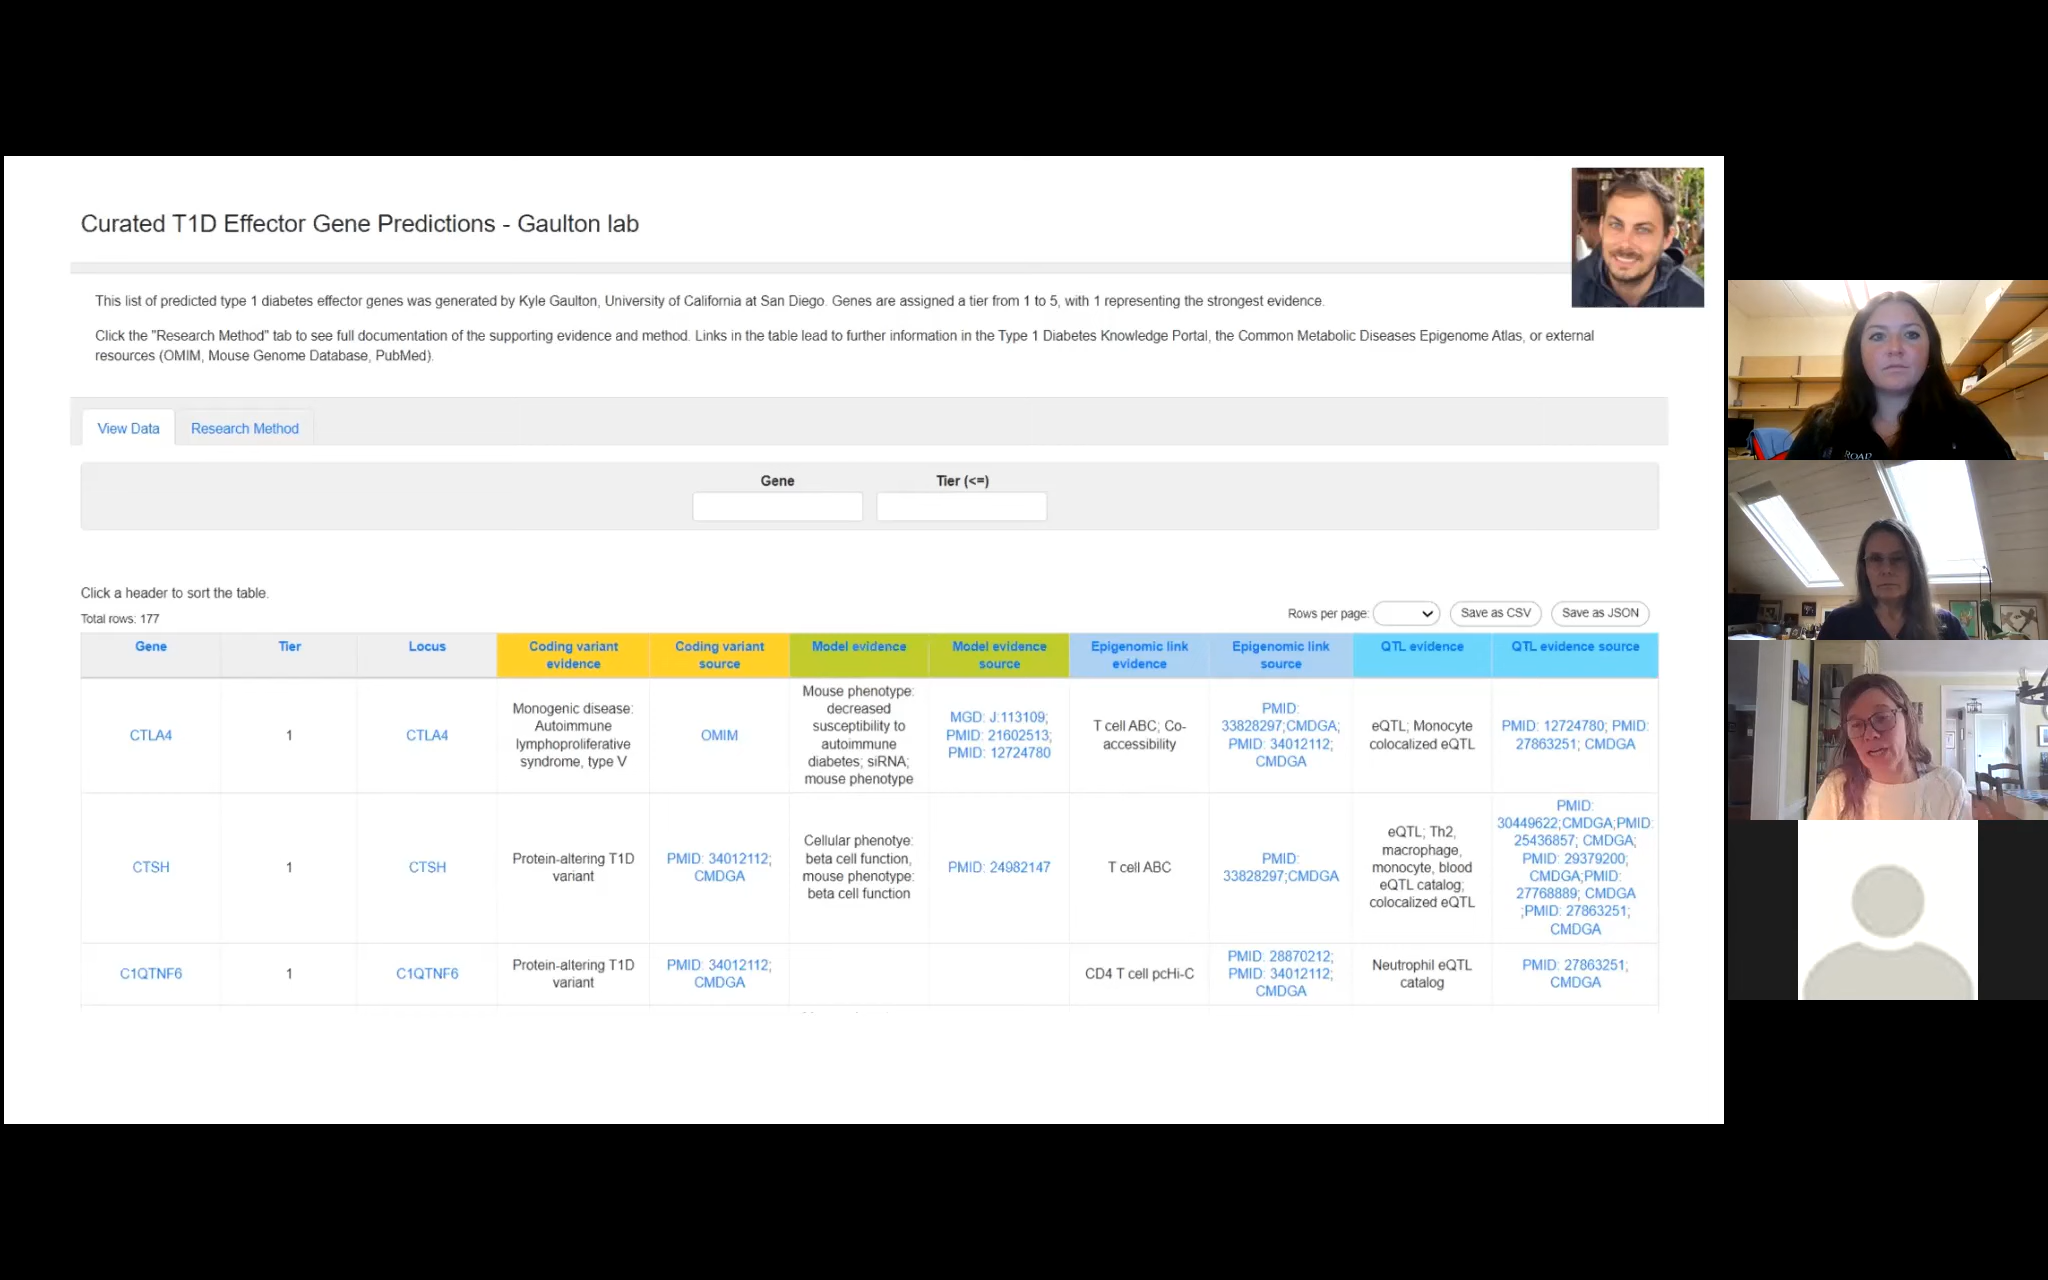 Curated T1D Effector Gene Predictions - Gaulton lab
This list of predicted type 1 diabetes effector genes was generated by Kyle Gaulton, University of California at San Diego. Genes are assigned a tier from 1 to 5, with 1 representing the strongest evidence.
Click the "Research Method" tab to see full documentation of the supporting evidence and method. Links in the table lead to further information in the Type 1 Diabetes Knowledge Portal, the Common Metabolic Diseases Epigenome Atlas, or external
resources (OMIM, Mouse Genome Database, PubMed).
View Data
Research Method
Gene
Tier (<=)
Click a header to sort the table.
Total rows: 177
Rows per page:
Save as CSV
Save as JSON
Gene
Tier
Locus
Coding variant
evidence
Coding variant
source
Model evidence
Model evidence
source
Epigenomic link
evidence
Epigenomic link
source
QTL evidence
QTL evidence source
CTLA4
1
CTLA4
Monogenic disease:
Autoimmune
lymphoproliferative
syndrome, type V
OMIM
Mouse phenotype:
decreased
susceptibility to
autoimmune
diabetes; siRNA;
mouse phenotype
MGD: J:113109;
PMID: 21602513;
PMID: 12724780
T cell ABC; Co-
accessibility
PMID:
33828297;CMDGA;
PMID: 34012112;
CMDGA
eQTL; Monocyte
colocalized eQTL
PMID: 12724780; PMID:
27863251; CMDGA
CTSH
1
CTSH
Protein-altering T1D
variant
PMID: 34012112;
CMDGA
Cellular phenotye:
beta cell function,
mouse phenotype:
beta cell function
PMID: 24982147
T cell ABC
PMID:
33828297;CMDGA
eQTL; Th2,
macrophage,
monocyte, blood
eQTL catalog;
colocalized eQTL
PMID:
30449622;CMDGA;PMID:
25436857; CMDGA;
PMID: 29379200;
CMDGA;PMID:
27768889; CMDGA
;PMID: 27863251;
CMDGA
C1QTNF6
1
C1QTNF6
Protein-altering T1D
variant
PMID: 34012112;
CMDGA
CD4 T cell pcHi-C
PMID: 28870212;
PMID: 34012112;
CMDGA
Neutrophil eQTL
catalog
PMID: 27863251;
CMDGA